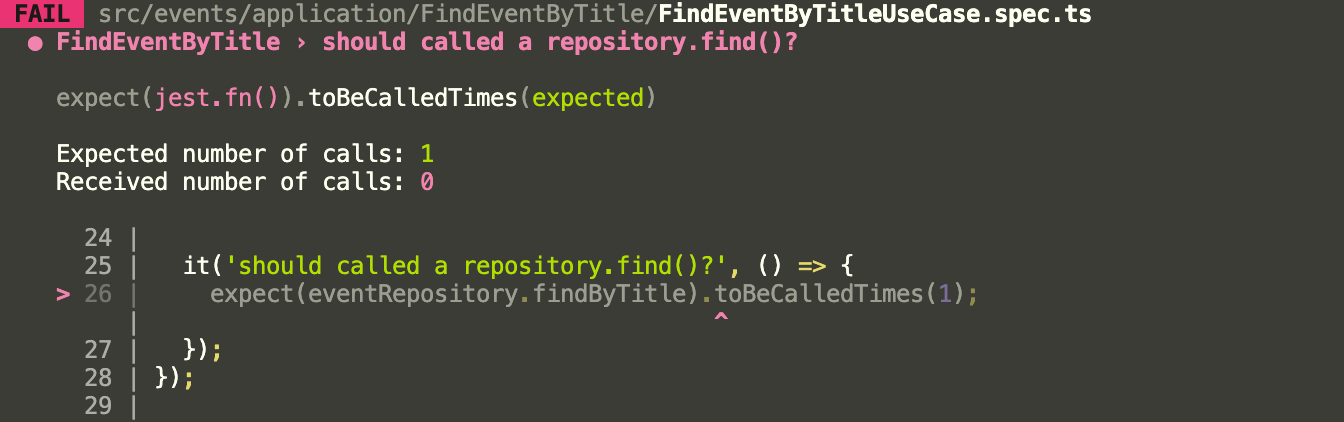 FAIL src/events/application/FindEventByTitle/FindEventByTitleUseCase.spec.ts
● FindEventByTitle › should called a repository.find()?
expect(jest.fn()).toBeCalledTimes(expected)
Expected number of calls: 1
Received number of calls: 0
24 |
25 |   it('should called a repository.find()?', () => {
> 26 |     expect(eventRepository.findByTitle).toBeCalledTimes(1);
|                                         ^
27 |   });
28 | });
29 |